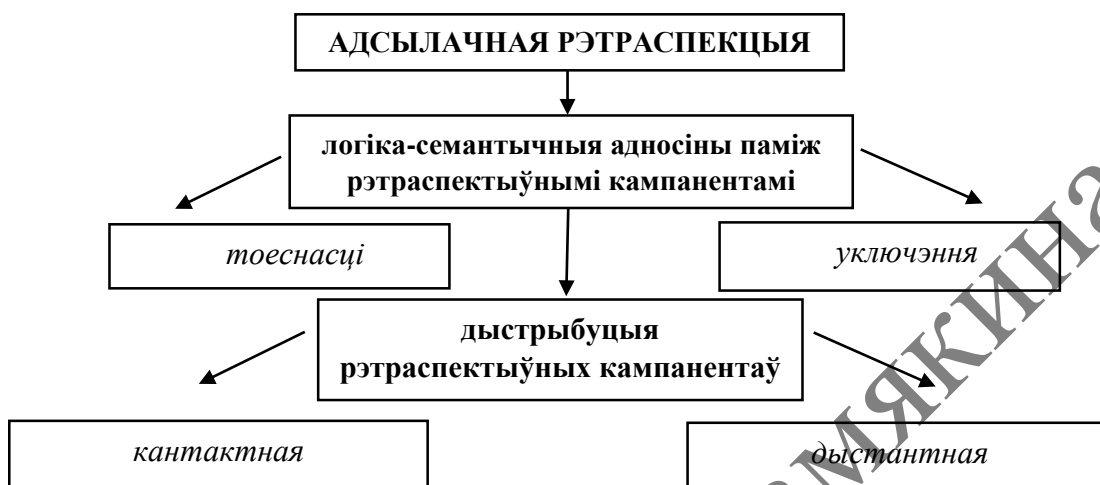 АДСЫЛАЧНАЯ РЭТРАСПЕКЦЫЯ
логіка-семантычныя адносіны паміж
рэтраспектыўнымі кампанентамі
тоеснасці
уключэння
дыстрыбуцыя
рэтраспектыўных кампанентаў
кантактная
дыстантная